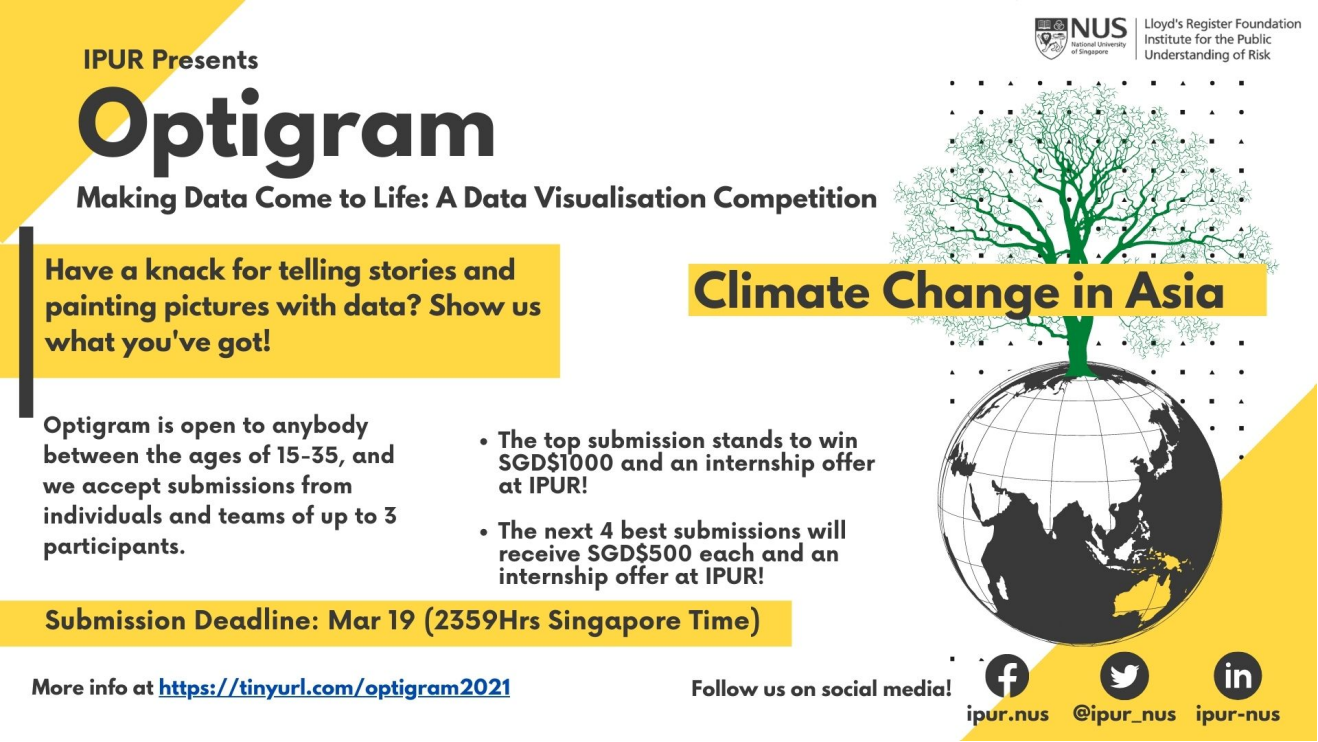 IPUR Presents
Optigram
Making Data Come to Life: A Data Visualisation Competition
NUS
National University
of Singapore
Lloyd's Register Foundation
Institute for the Public
Understanding of Risk
Have a knack for telling stories and
painting pictures with data? Show us
what you've got!
Climate Change in Asia
Optigram is open to anybody
between the ages of 15-35, and
we accept submissions from
individuals and teams of up to 3
participants.
• The top submission stands to win
SGD$1000 and an internship offer
at IPUR!
• The next 4 best submissions will
receive SGD$500 each and an
internship offer at IPUR!
Submission Deadline: Mar 19 (2359Hrs Singapore Time)
More info at https://tinyurl.com/optigram2021
Follow us on social media!
ipur.nus @ipur_nus ipur-nus